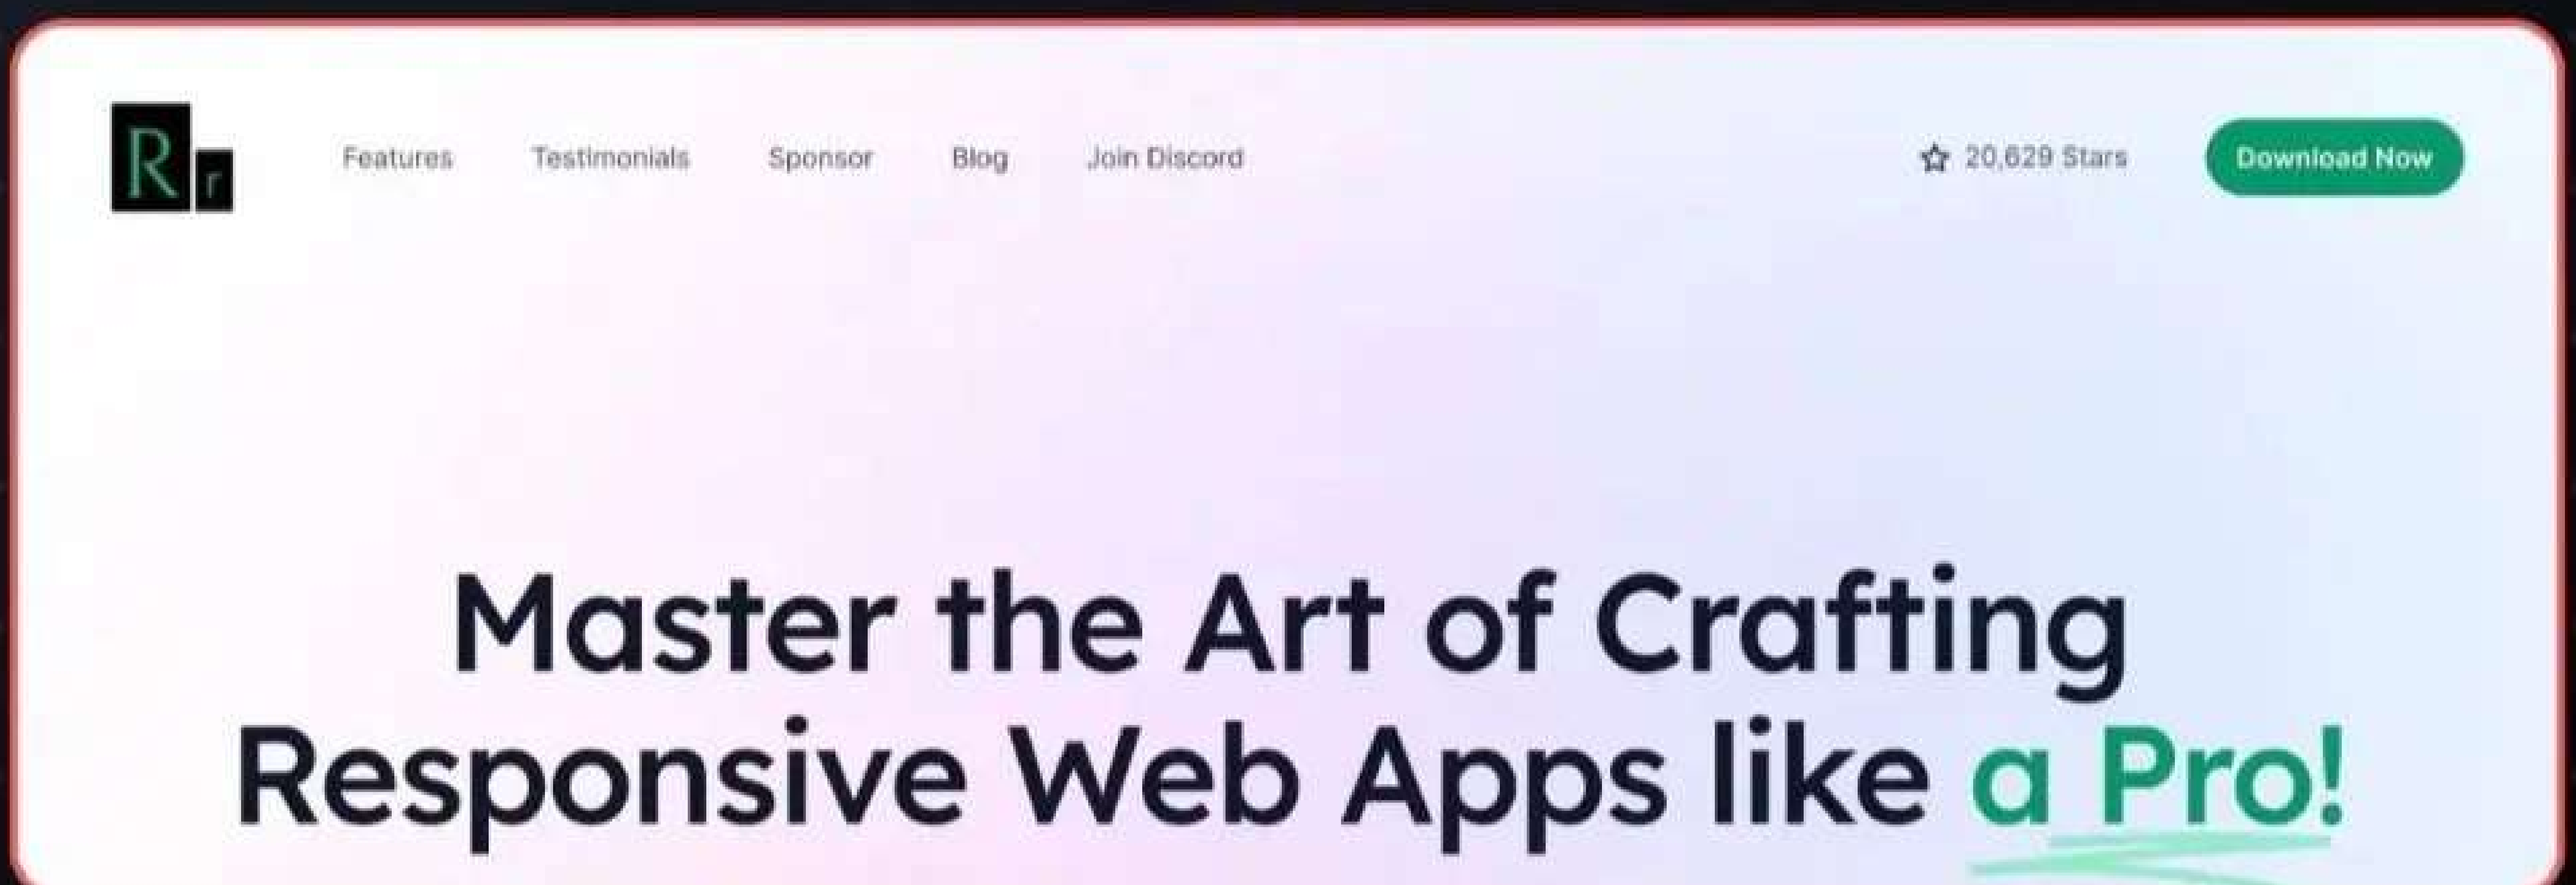 R r
Features Testimonials Sponsor Blog Join Discord 20,629 Stars Download Now
Master the Art of Crafting
Responsive Web Apps like a Pro!